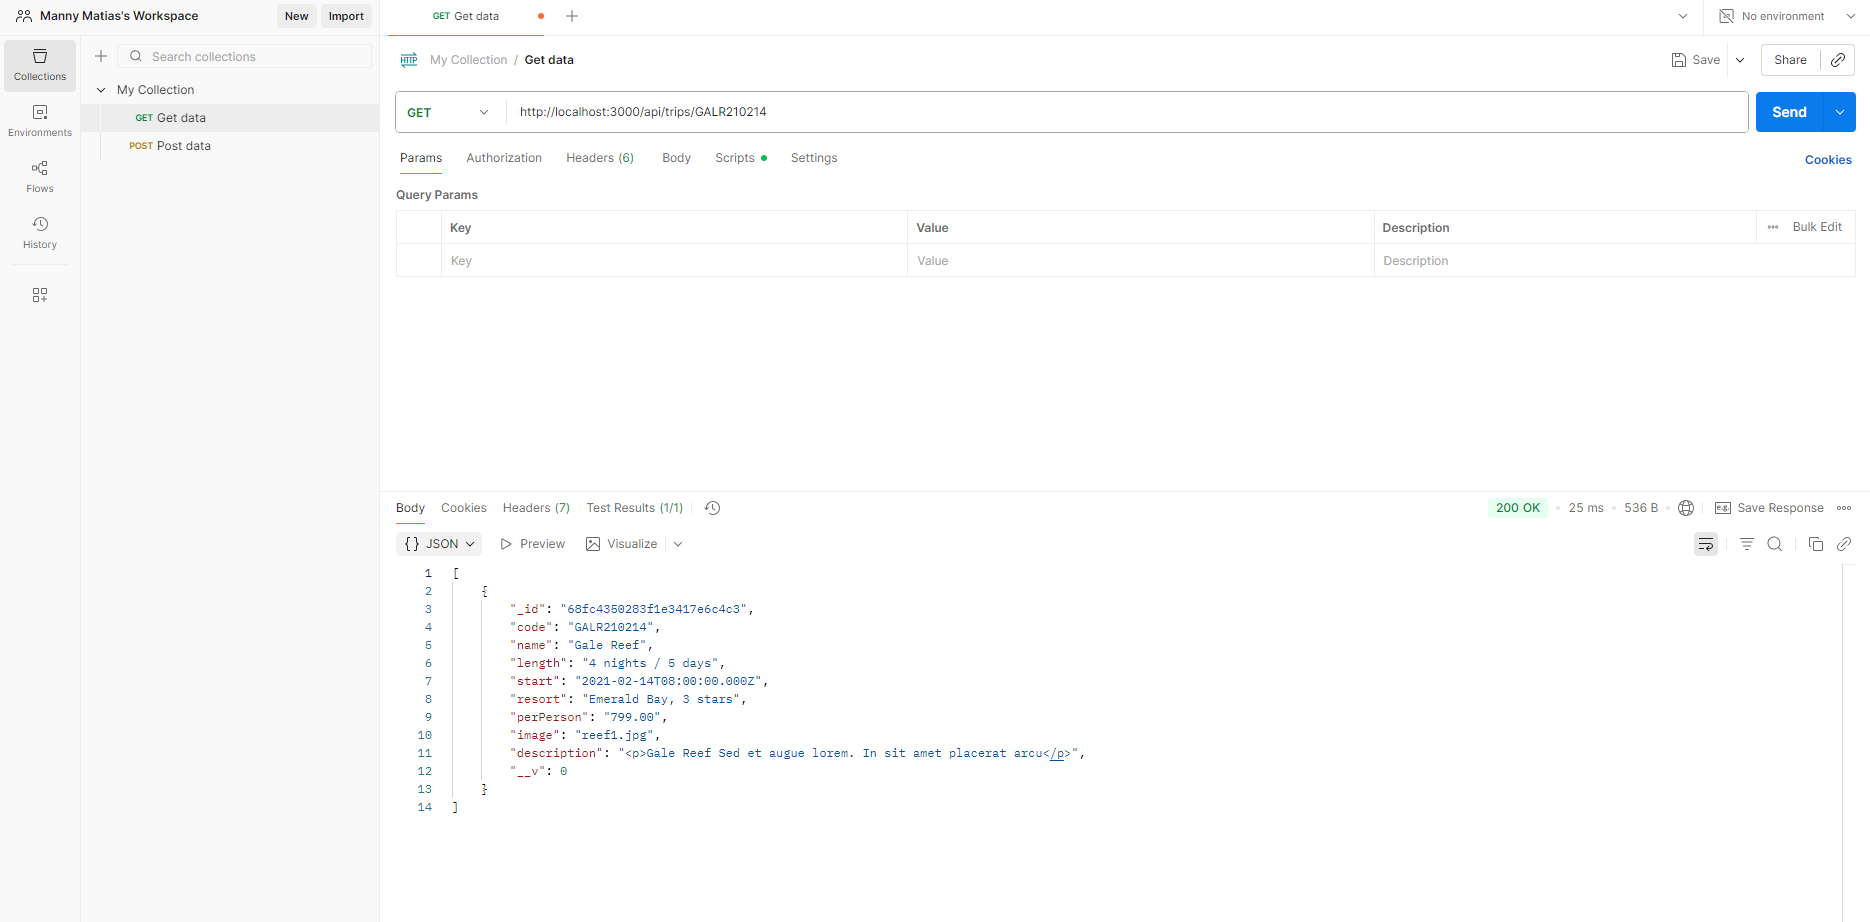 Manny Matias's Workspace
New
Import
GET Get data
No environment
Collections
Search collections
HTTP My Collection / Get data
Save
Share
My Collection
GET Get data
POST Post data
Environments
Flows
History
GET
http://localhost:3000/api/trips/GALR210214
Send
Params Authorization Headers (6) Body Scripts Settings
Cookies
Query Params
Key Value Description Bulk Edit
Key Value Description
Body Cookies Headers (7) Test Results (1/1)
200 OK 25 ms 536 B e.g. Save Response
{} JSON Preview Visualize
1 [
2 {
3 "_id": "68fc4350283f1e3417e6c4c3",
4 "code": "GALR210214",
5 "name": "Gale Reef",
6 "length": "4 nights / 5 days",
7 "start": "2021-02-14T08:00:00.000Z",
8 "resort": "Emerald Bay, 3 stars",
9 "perPerson": "799.00",
10 "image": "reef1.jpg",
11 "description": "<p>Gale Reef Sed et augue lorem. In sit amet placerat arcu</p>",
12 "__v": 0
13 }
14 ]